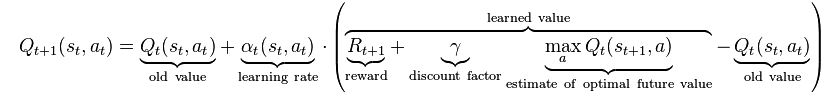 learned value
Q_{t+1}(s_t, a_t) = Q_t(s_t, a_t) + α_t(s_t, a_t) · ( R_{t+1} + γ max_a Q_t(s_{t+1}, a) − Q_t(s_t, a_t) )
old value learning rate reward discount factor estimate of optimal future value old value